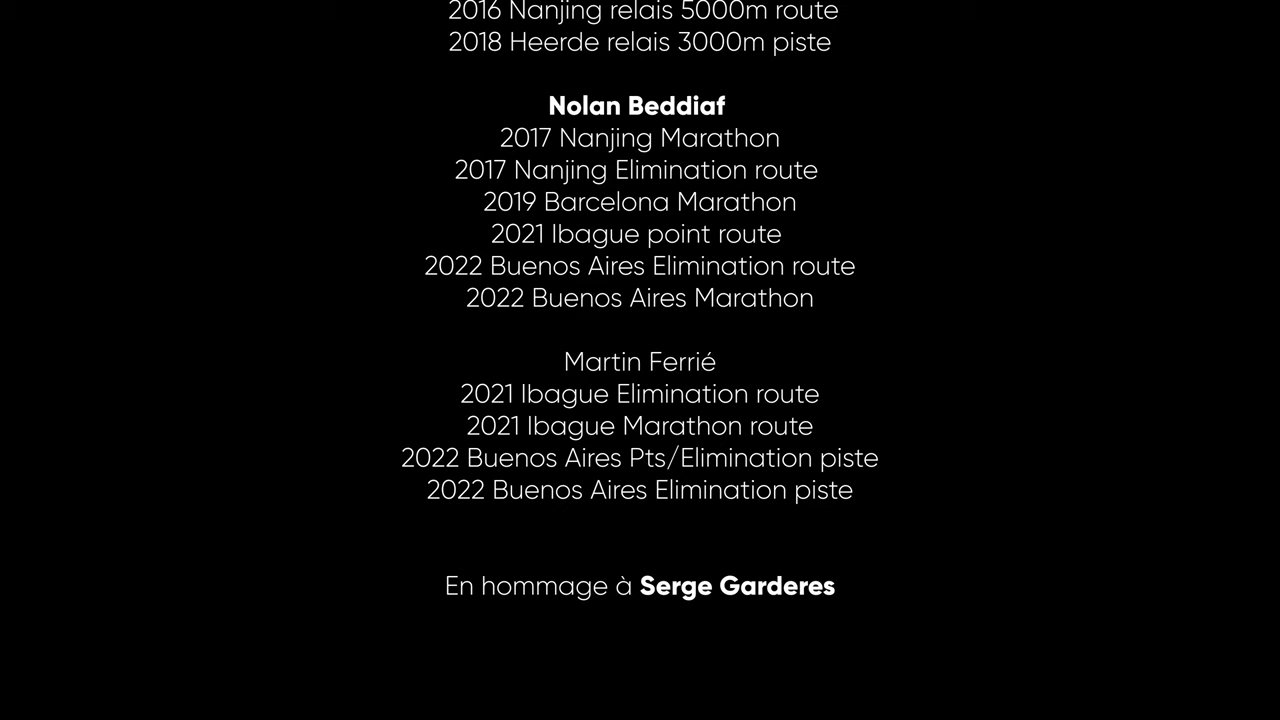 2016 Nanjing relais 5000m route
2018 Heerde relais 3000m piste
Nolan Beddiaf
2017 Nanjing Marathon
2017 Nanjing Elimination route
2019 Barcelona Marathon
2021 Ibague point route
2022 Buenos Aires Elimination route
2022 Buenos Aires Marathon
Martin Ferrié
2021 Ibague Elimination route
2021 Ibague Marathon route
2022 Buenos Aires Pts/Elimination piste
2022 Buenos Aires Elimination piste
En hommage à Serge Garderes